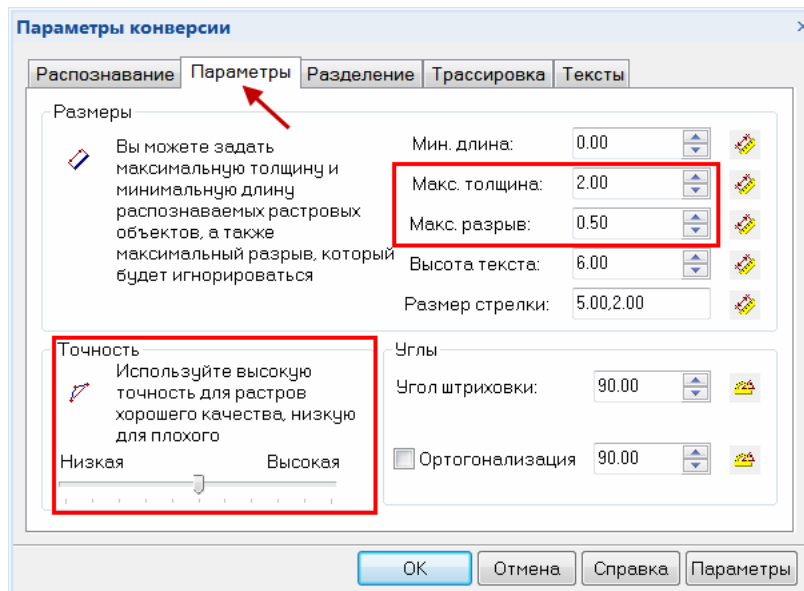 Параметры конверсии
Распознавание Параметры Разделение Трассировка Тексты
Размеры
Вы можете задать
максимальную толщину и
минимальную длину
распознаваемых растровых
объектов, а также
максимальный разрыв, который
будет игнорироваться
Мин. длина: 0.00
Макс. толщина: 2.00
Макс. разрыв: 0.50
Высота текста: 6.00
Размер стрелки: 5.00,2.00
Точность
Используйте высокую
точность для растров
хорошего качества, низкую
для плохого
Низкая Высокая
Углы
Угол штриховки: 90.00
Ортогонализация 90.00
OK Отмена Справка Параметры